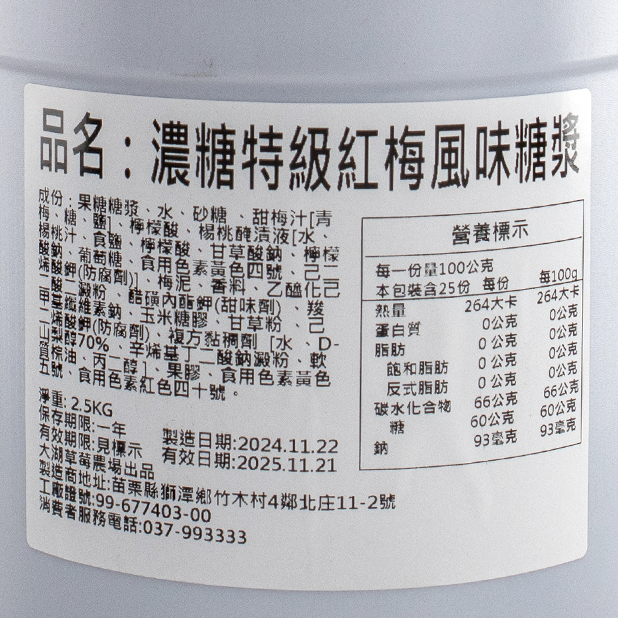 品名：濃糖特級紅梅風味糖漿
成份：果糖糖漿、水、砂糖、甜梅汁[青
梅、糖、鹽]、檸檬酸、楊桃醃漬液[水、
楊桃汁、食鹽、檸檬酸、甘草酸鈉、檸檬
酸鈉、葡萄糖、食用色素黃色四號、己二
烯酸鉀(防腐劑)]、梅泥、香料、乙醯化己
二酸二澱粉、醋磺內酯鉀(甜味劑)、羧
甲基纖維素鈉、玉米糖膠、甘草粉、己
二烯酸鉀(防腐劑)、複方黏稠劑[水、D-
山梨醇70%、辛烯基丁二酸鈉澱粉、軟
質棕油、丙二醇]、果膠、食用色素黃色
五號、食用色素紅色四十號。
淨重:2.5KG
保存期限:一年
有效期限:見標示
製造日期:2024.11.22
有效日期:2025.11.21
大湖草莓農場出品
製造商地址:苗栗縣獅潭鄉竹木村4鄰北庄11-2號
工廠證號:99-677403-00
消費者服務電話:037-993333
營養標示
每一份量100公克
本包裝含25份 每份 每100g
熱量 264大卡 264大卡
蛋白質 0公克 0公克
脂肪 0公克 0公克
飽和脂肪 0公克 0公克
反式脂肪 0公克 0公克
碳水化合物 66公克 66公克
糖 60公克 60公克
鈉 93毫克 93毫克